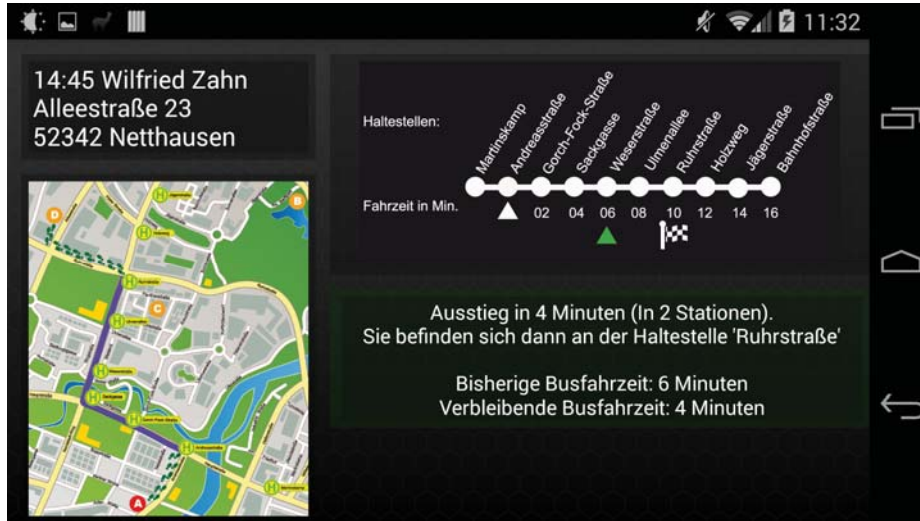 11:32
14:45 Wilfried Zahn
Alleestraße 23
52342 Netthausen
Haltestellen:
Martinskamp
Andreasstraße
Gorch-Fock-Straße
Sackgasse
Weserstraße
Ulmenallee
Ruhrstraße
Holzweg
Jägerstraße
Bahnhofstraße
Fahrzeit in Min. 02 04 06 08 10 12 14 16
Ausstieg in 4 Minuten (In 2 Stationen).
Sie befinden sich dann an der Haltestelle 'Ruhrstraße'
Bisherige Busfahrzeit: 6 Minuten
Verbleibende Busfahrzeit: 4 Minuten
H
B
D
H
H
C
H
H
H
H
H
H
A